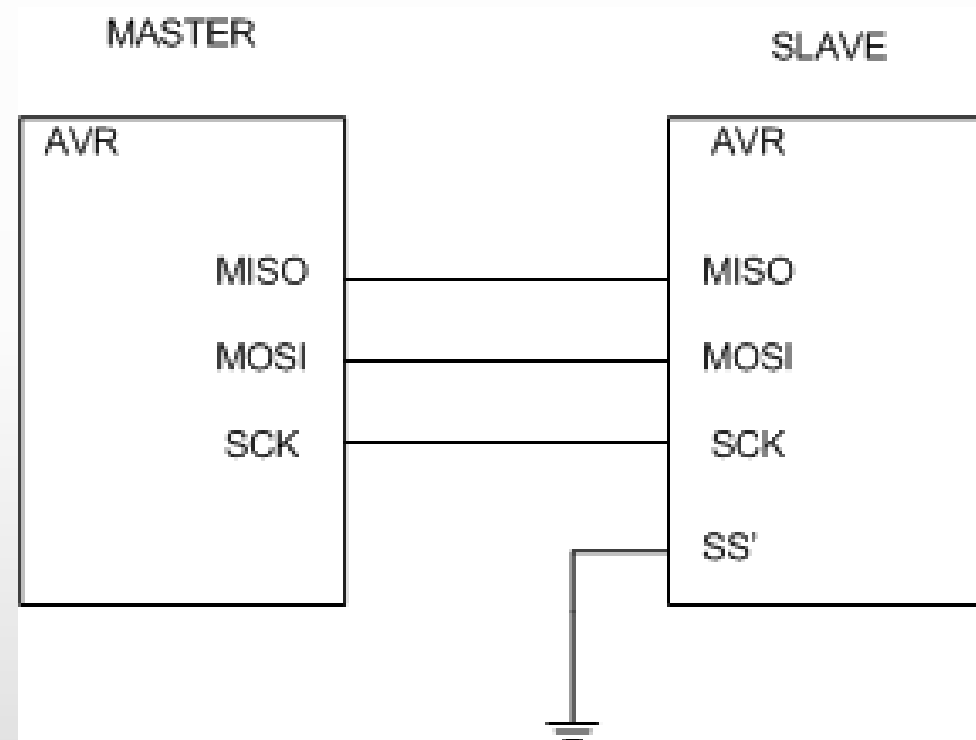 MASTER
SLAVE
AVR
AVR
MISO
MISO
MOSI
MOSI
SCK
SCK
SS'